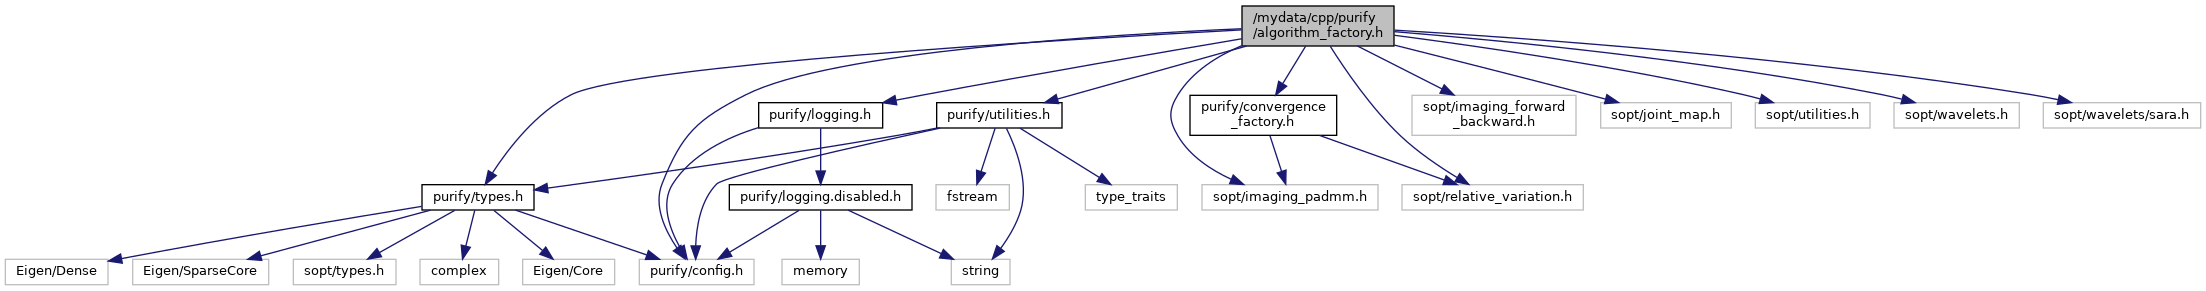 /mydata/cpp/purify
/algorithm_factory.h
purify/logging.h
purify/utilities.h
purify/convergence
_factory.h
sopt/imaging_forward
_backward.h
sopt/joint_map.h
sopt/utilities.h
sopt/wavelets.h
sopt/wavelets/sara.h
purify/types.h
purify/logging.disabled.h
fstream
type_traits
sopt/imaging_padmm.h
sopt/relative_variation.h
Eigen/Dense
Eigen/SparseCore
sopt/types.h
complex
Eigen/Core
purify/config.h
memory
string